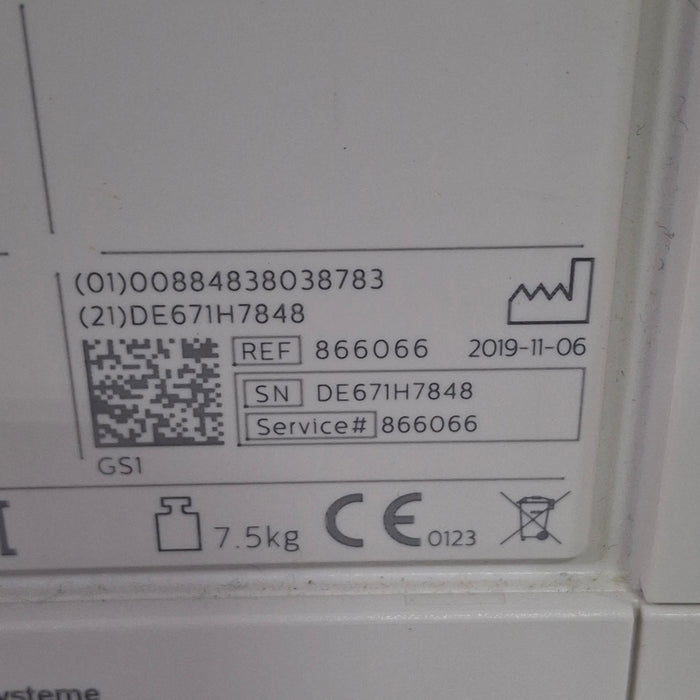 (01)00884838038783
(21)DE671H7848
REF 866066 2019-11-06
SN DE671H7848
Service# 866066
GS1
7.5kg CE 0123